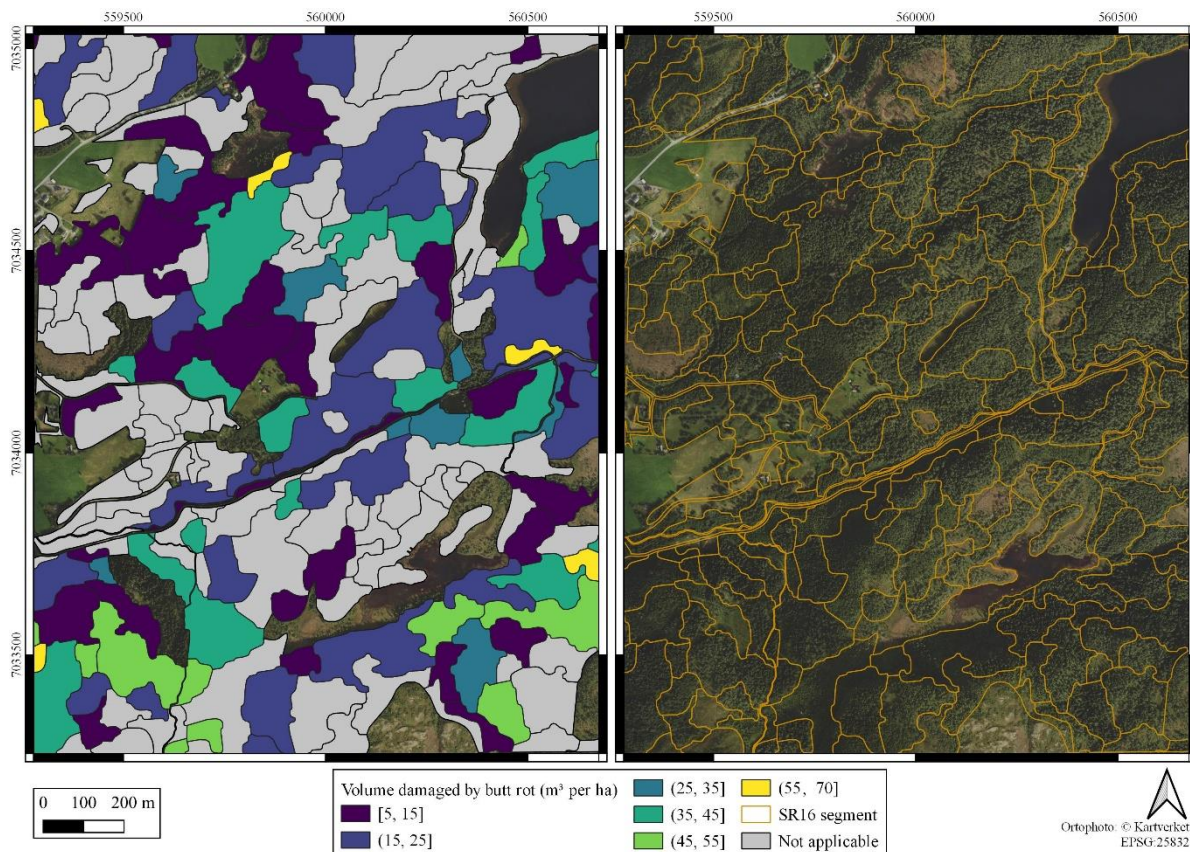 559500 560000 560500 559500 560000 560500
7035000
7034500
7034000
7033500
Volume damaged by butt rot (m³ per ha)
[5, 15]
(15, 25]
(25, 35]
(35, 45]
(45, 55]
(55, 70]
SR16 segment
Not applicable
0 100 200 m
Ortophoto: © Kartverket
EPSG:25832